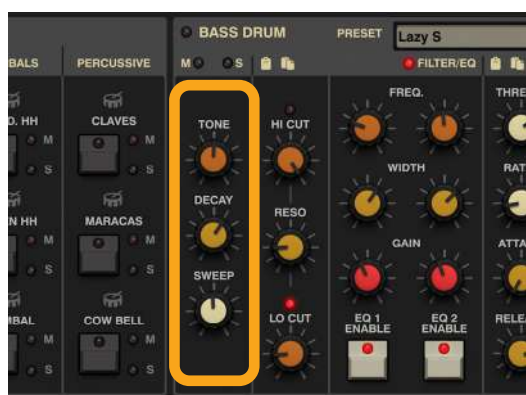 BASS DRUM
PRESET
Lazy S
BALS
PERCUSSIVE
M
S
FILTER/EQ
D. HH
CLAVES
M
M
S
S
TONE
HI CUT
FREQ.
THRE
N HH
MARACAS
M
M
S
S
DECAY
RESO
WIDTH
RAT
GAIN
ATTA
SWEEP
MBAL
COW BELL
M
M
S
S
LO CUT
EQ 1
ENABLE
EQ 2
ENABLE
RELE